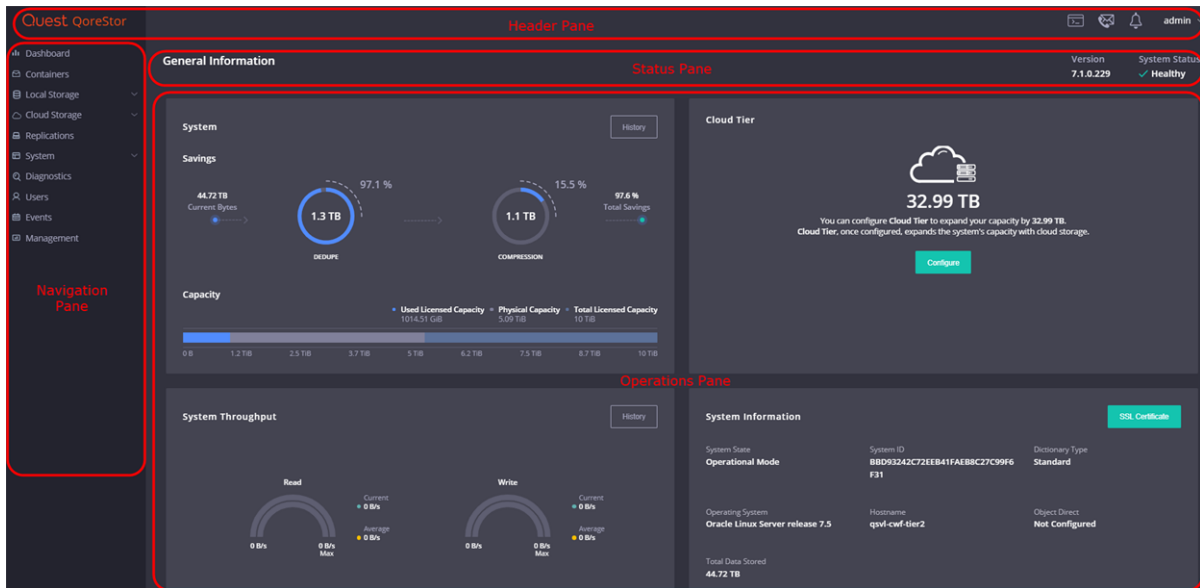 Quest QoreStor
Header Pane
admin
Dashboard
Containers
Local Storage
Cloud Storage
Replications
System
Diagnostics
Users
Events
Management
Navigation
Pane
General Information
Status Pane
Version
7.1.0.229
System Status
Healthy
System
History
Savings
44.72 TB
Current Bytes
97.1 %
1.3 TB
DEDUPE
15.5 %
1.1 TB
COMPRESSION
97.6 %
Total Savings
Capacity
Used Licensed Capacity
1014.51 GiB
Physical Capacity
5.09 TiB
Total Licensed Capacity
10 TiB
0 B 1.2 TiB 2.5 TiB 3.7 TiB 5 TiB 6.2 TiB 7.5 TiB 8.7 TiB 10 TiB
Cloud Tier
32.99 TB
You can configure Cloud Tier to expand your capacity by 32.99 TB.
Cloud Tier, once configured, expands the system's capacity with cloud storage.
Configure
Operations Pane
System Throughput
History
Read
Current
0 B/s
Average
0 B/s
0 B/s 0 B/s
Max
Write
Current
0 B/s
Average
0 B/s
0 B/s 0 B/s
Max
System Information
SSL Certificate
System State
Operational Mode
System ID
BBD93242C72EEB41FAEB8C27C99F6
F31
Dictionary Type
Standard
Operating System
Oracle Linux Server release 7.5
Hostname
qsvl-cwf-tier2
Object Direct
Not Configured
Total Data Stored
44.72 TB